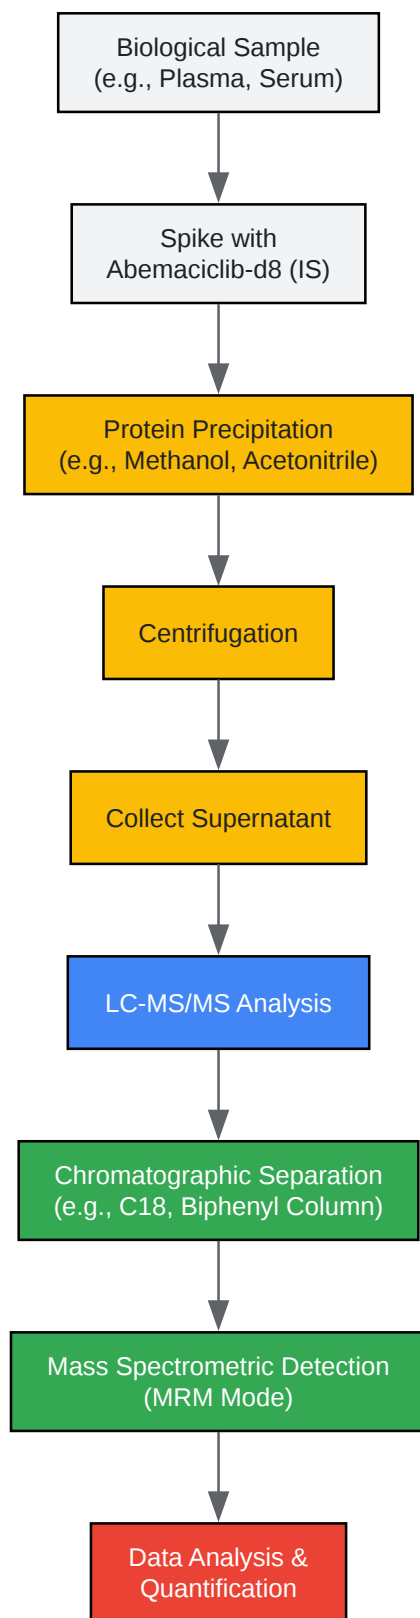 Biological Sample
(e.g., Plasma, Serum)
Spike with
Abemaciclib-d8 (IS)
Protein Precipitation
(e.g., Methanol, Acetonitrile)
Centrifugation
Collect Supernatant
LC-MS/MS Analysis
Chromatographic Separation
(e.g., C18, Biphenyl Column)
Mass Spectrometric Detection
(MRM Mode)
Data Analysis &
Quantification